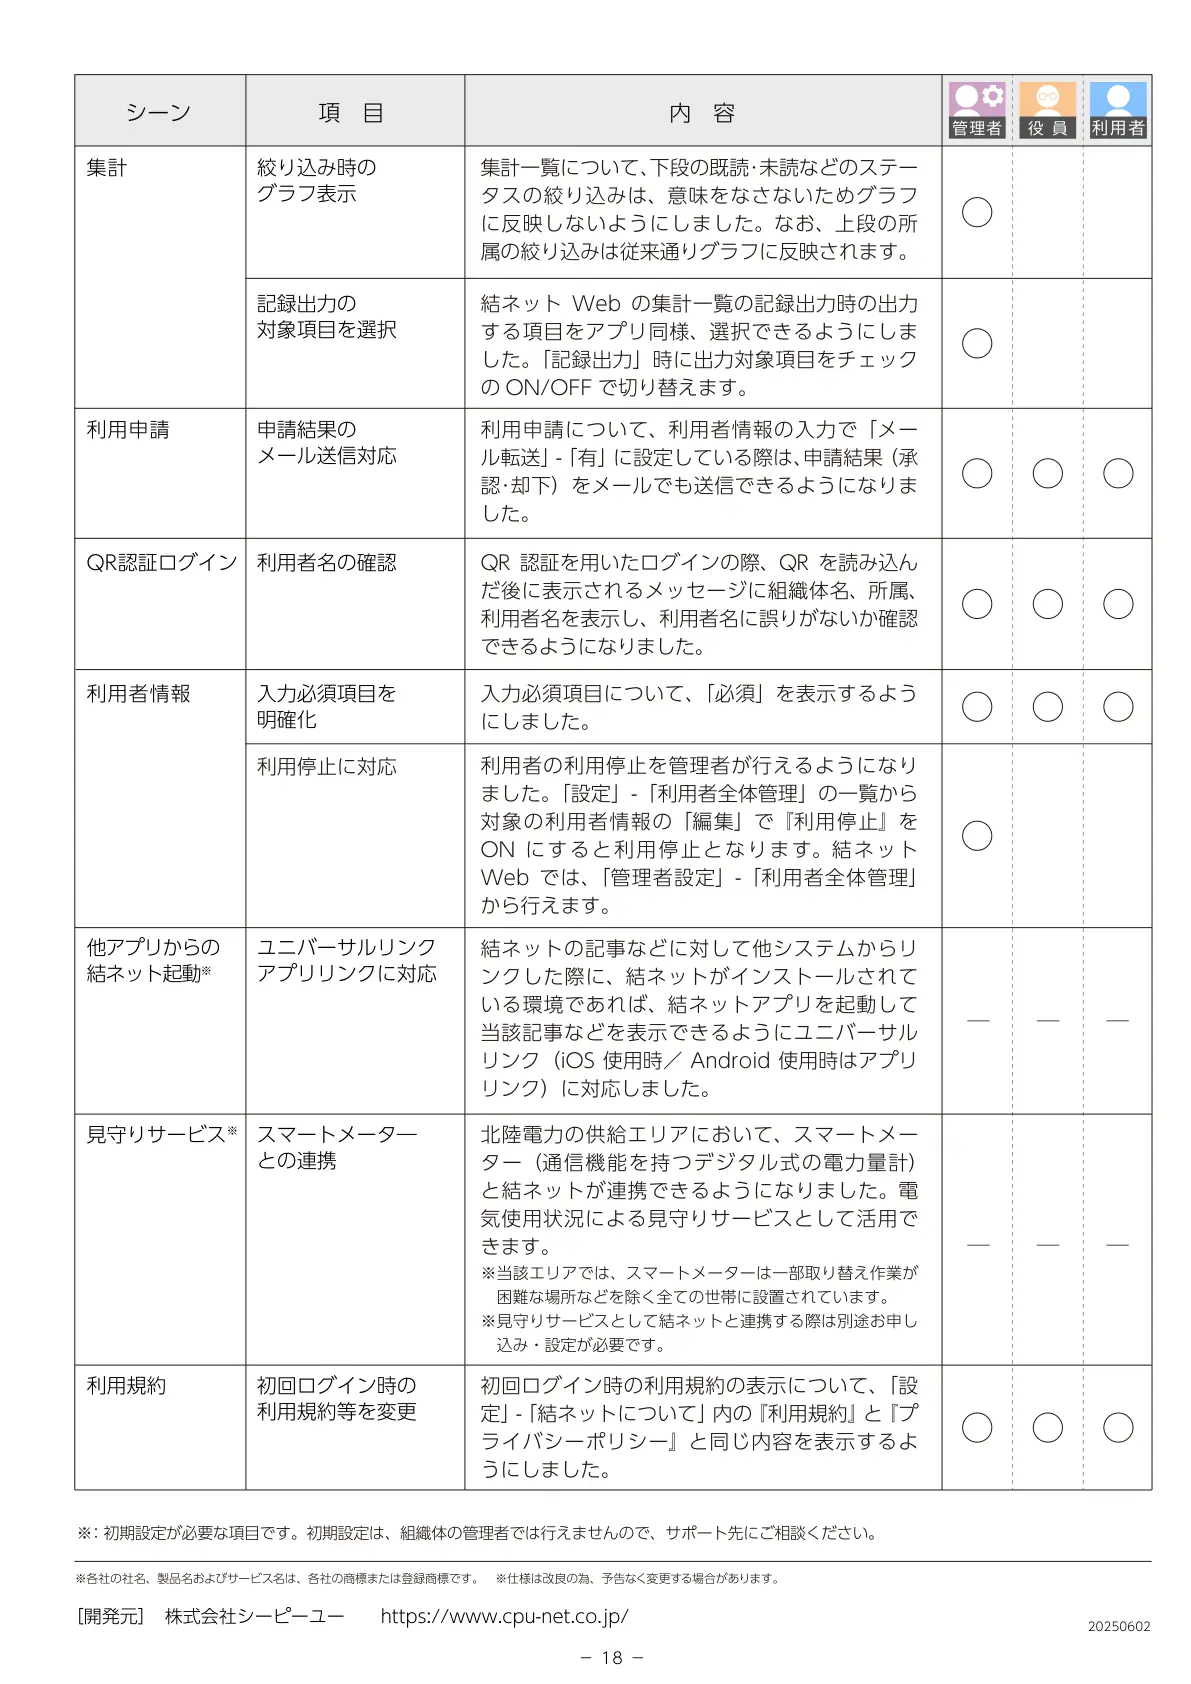 シーン
項　目
内　容
管理者
役 員
利用者
集計
絞り込み時の
グラフ表示
集計一覧について、下段の既読･未読などのステー
タスの絞り込みは、意味をなさないためグラフ
に反映しないようにしました。なお、上段の所
属の絞り込みは従来通りグラフに反映されます。
◯
記録出力の
対象項目を選択
結ネット Web の集計一覧の記録出力時の出力
する項目をアプリ同様、選択できるようにしま
した。「記録出力」時に出力対象項目をチェック
の ON/OFF で切り替えます。
◯
利用申請
申請結果の
メール送信対応
利用申請について、利用者情報の入力で「メー
ル転送」-「有」に設定している際は、申請結果（承
認･却下）をメールでも送信できるようになりま
した。
◯ ◯ ◯
QR認証ログイン
利用者名の確認
QR 認証を用いたログインの際、QR を読み込ん
だ後に表示されるメッセージに組織体名、所属、
利用者名を表示し、利用者名に誤りがないか確認
できるようになりました。
◯ ◯ ◯
利用者情報
入力必須項目を
明確化
入力必須項目について、「必須」を表示するよう
にしました。
◯ ◯ ◯
利用停止に対応
利用者の利用停止を管理者が行えるようになり
ました。「設定」-「利用者全体管理」の一覧から
対象の利用者情報の「編集」で『利用停止』を
ON にすると利用停止となります。結ネット
Web では、「管理者設定」-「利用者全体管理」
から行えます。
◯
他アプリからの
結ネット起動※
ユニバーサルリンク
アプリリンクに対応
結ネットの記事などに対して他システムからリ
ンクした際に、結ネットがインストールされて
いる環境であれば、結ネットアプリを起動して
当該記事などを表示できるようにユニバーサル
リンク（iOS 使用時／ Android 使用時はアプリ
リンク）に対応しました。
― ― ―
見守りサービス※
スマートメーター
との連携
北陸電力の供給エリアにおいて、スマートメー
ター（通信機能を持つデジタル式の電力量計）
と結ネットが連携できるようになりました。電
気使用状況による見守りサービスとして活用で
きます。
※当該エリアでは、スマートメーターは一部取り替え作業が
困難な場所などを除く全ての世帯に設置されています。
※見守りサービスとして結ネットと連携する際は別途お申し
込み・設定が必要です。
― ― ―
利用規約
初回ログイン時の
利用規約等を変更
初回ログイン時の利用規約の表示について、「設
定」-「結ネットについて」内の『利用規約』と『プ
ライバシーポリシー』と同じ内容を表示するよ
うにしました。
◯ ◯ ◯
※：初期設定が必要な項目です。初期設定は、組織体の管理者では行えませんので、サポート先にご相談ください。
※各社の社名、製品名およびサービス名は、各社の商標または登録商標です。　※仕様は改良の為、予告なく変更する場合があります。
［開発元］　株式会社シーピーユー　　https://www.cpu-net.co.jp/
20250602
－ 18 －